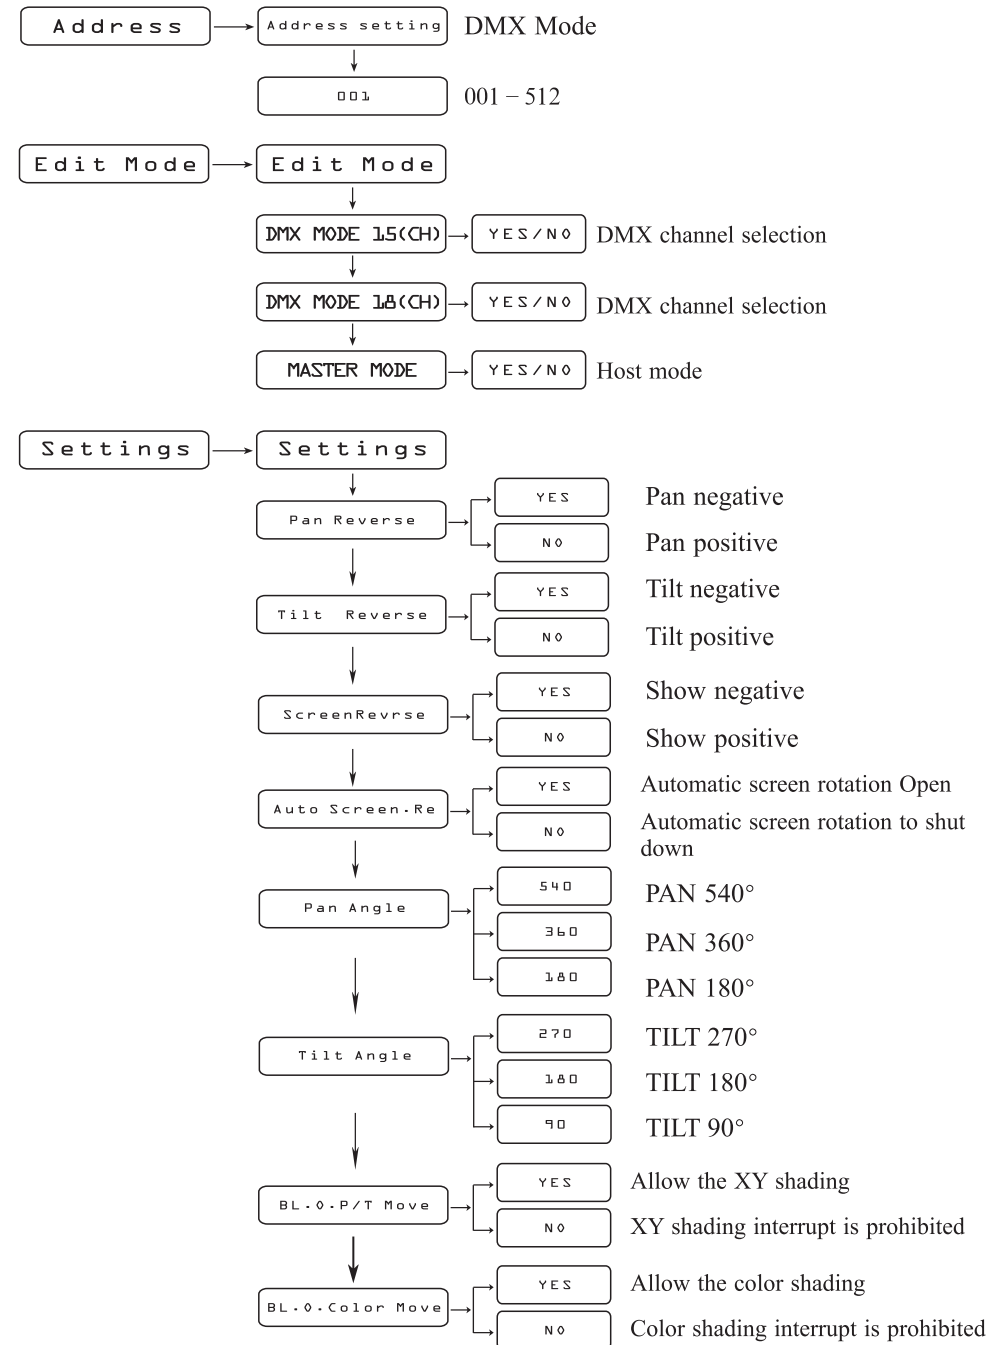 Address Address setting DMX Mode
001 001 – 512
Edit Mode Edit Mode
DMX MODE 15(CH) YES/NO DMX channel selection
DMX MODE 18(CH) YES/NO DMX channel selection
MASTER MODE YES/NO Host mode
Settings Settings
YES Pan negative
Pan Reverse
NO Pan positive
YES Tilt negative
Tilt Reverse
NO Tilt positive
YES Show negative
ScreenRevrse
NO Show positive
YES Automatic screen rotation Open
Auto Screen.Re
NO Automatic screen rotation to shut
down
540 PAN 540°
Pan Angle
360 PAN 360°
180 PAN 180°
270 TILT 270°
Tilt Angle
180 TILT 180°
90 TILT 90°
YES Allow the XY shading
BL.O.P/T Move
NO XY shading interrupt is prohibited
YES Allow the color shading
BL.O.Color Move
NO Color shading interrupt is prohibited